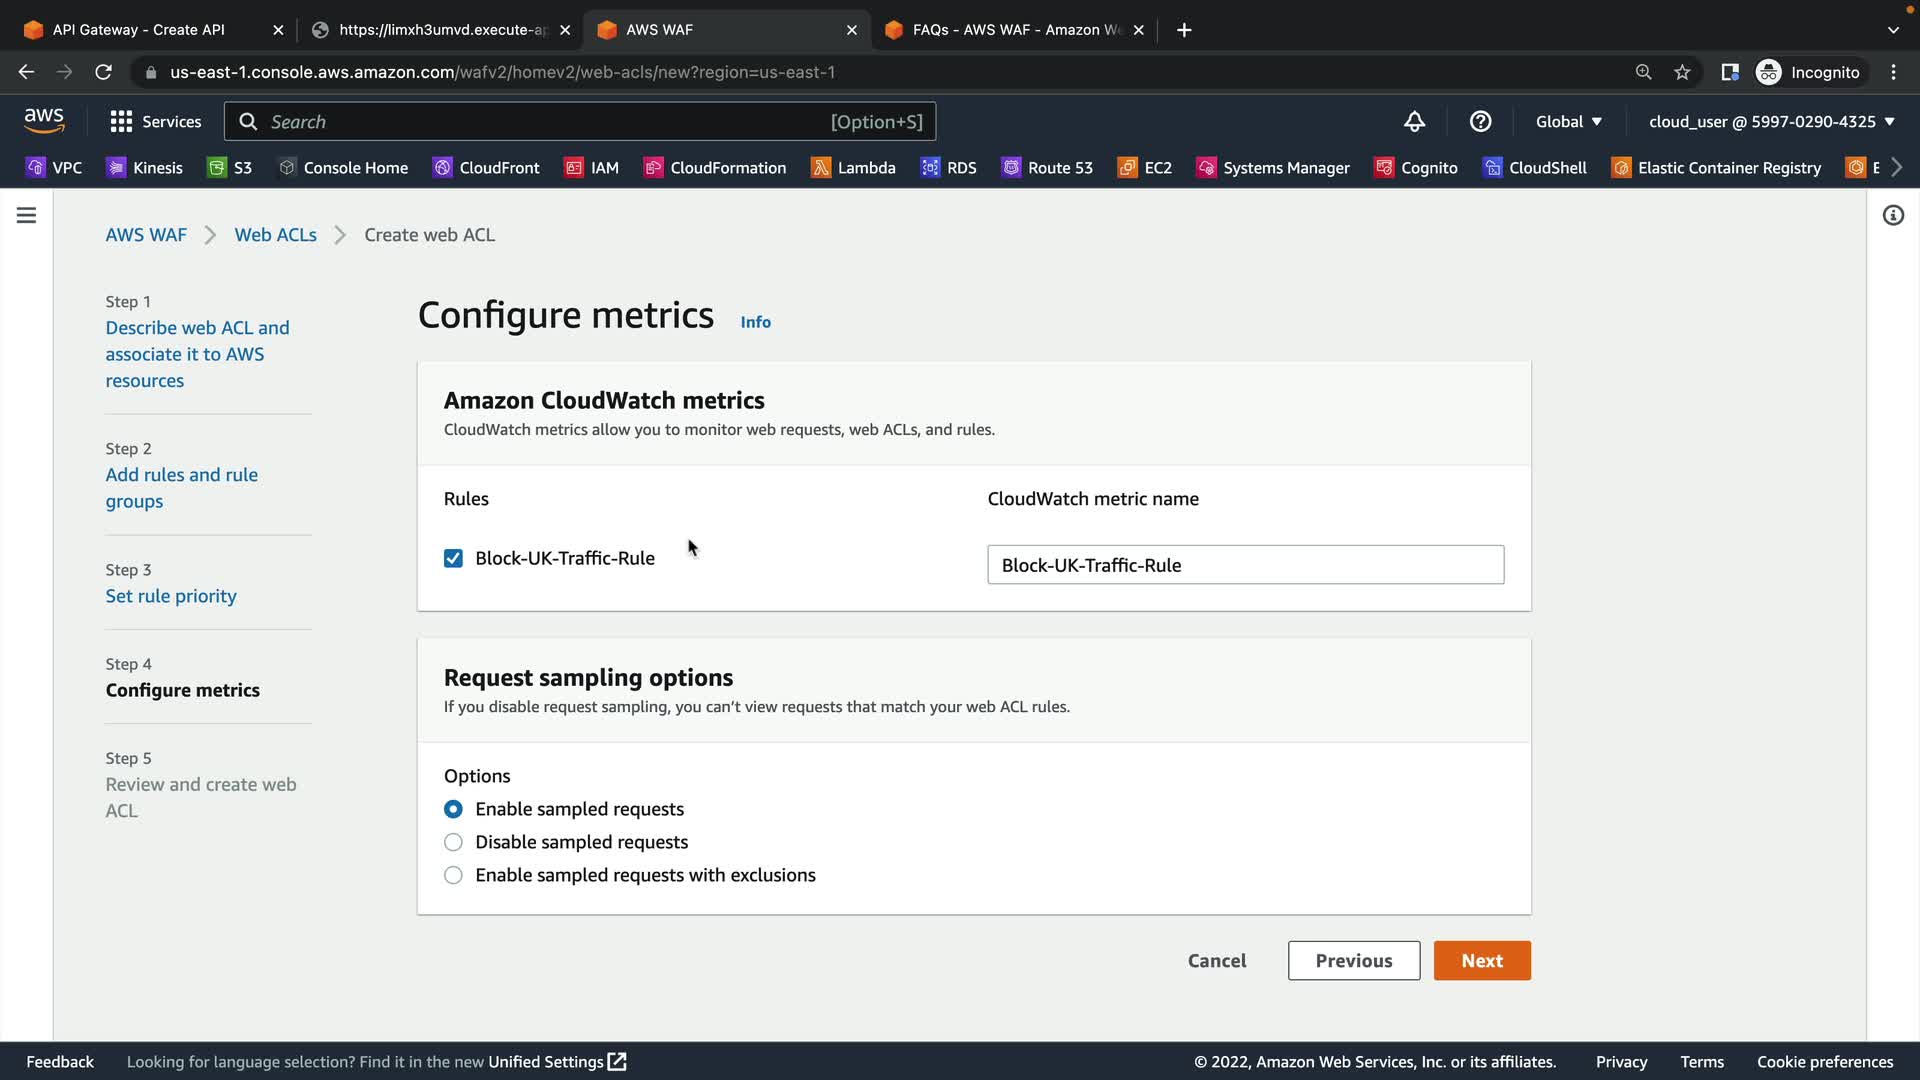 API Gateway - Create API
https://limxh3umvd.execute-ap
AWS WAF
FAQs - AWS WAF - Amazon We
us-east-1.console.aws.amazon.com/wafv2/homev2/web-acls/new?region=us-east-1
Incognito
aws
Services
Search
[Option+S]
Global
cloud_user @ 5997-0290-4325
VPC
Kinesis
S3
Console Home
CloudFront
IAM
CloudFormation
Lambda
RDS
Route 53
EC2
Systems Manager
Cognito
CloudShell
Elastic Container Registry
E
AWS WAF
Web ACLs
Create web ACL
Step 1
Describe web ACL and
associate it to AWS
resources
Step 2
Add rules and rule
groups
Step 3
Set rule priority
Step 4
Configure metrics
Step 5
Review and create web
ACL
Configure metrics
Info
Amazon CloudWatch metrics
CloudWatch metrics allow you to monitor web requests, web ACLs, and rules.
Rules
CloudWatch metric name
Block-UK-Traffic-Rule
Block-UK-Traffic-Rule
Request sampling options
If you disable request sampling, you can't view requests that match your web ACL rules.
Options
Enable sampled requests
Disable sampled requests
Enable sampled requests with exclusions
Cancel
Previous
Next
Feedback
Looking for language selection? Find it in the new Unified Settings
© 2022, Amazon Web Services, Inc. or its affiliates.
Privacy
Terms
Cookie preferences